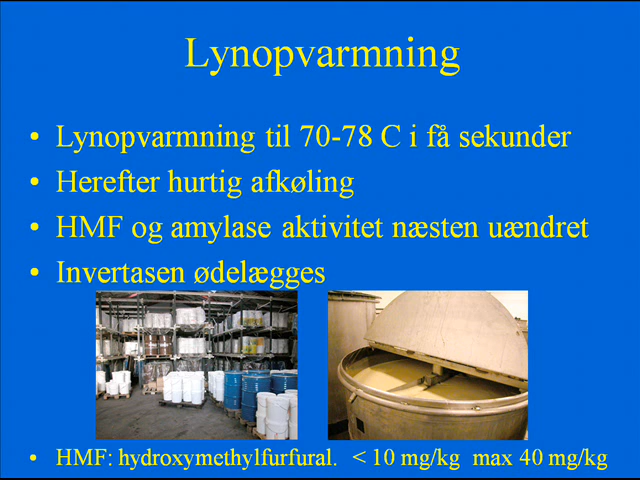 Lynopvarmning
• Lynopvarmning til 70-78 C i få sekunder
• Herefter hurtig afkøling
• HMF og amylase aktivitet næsten uændret
• Invertasen ødelægges
• HMF: hydroxymethylfurfural. < 10 mg/kg max 40 mg/kg